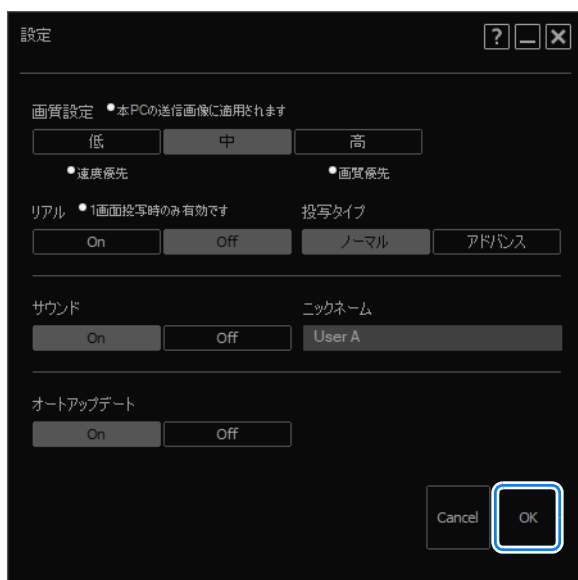 設定
画質設定 ●本PCの送信画像に適用されます
低 中 高
●速度優先 ●画質優先
リアル ●1画面投写時のみ有効です 投写タイプ
On Off ノーマル アドバンス
サウンド ニックネーム
On Off User A
オートアップデート
On Off
Cancel OK